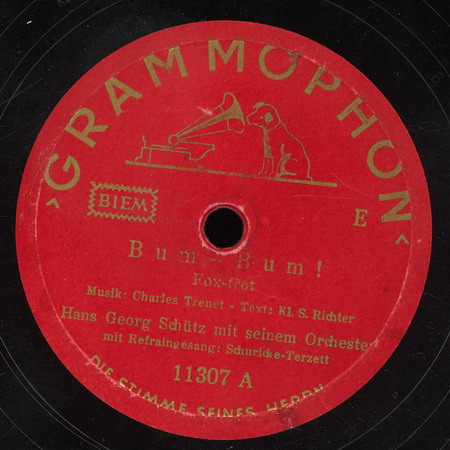 ›GRAMMOPHON‹
BIEM
E
Bum-Bum!
Fox-trot
Musik: Charles Trenet - Text: Kl. S. Richter
Hans Georg Schütz mit seinem Orcheste
mit Refraingesang: Schuricke-Terzett
11307 A
DIE STIMME SEINES HERRN